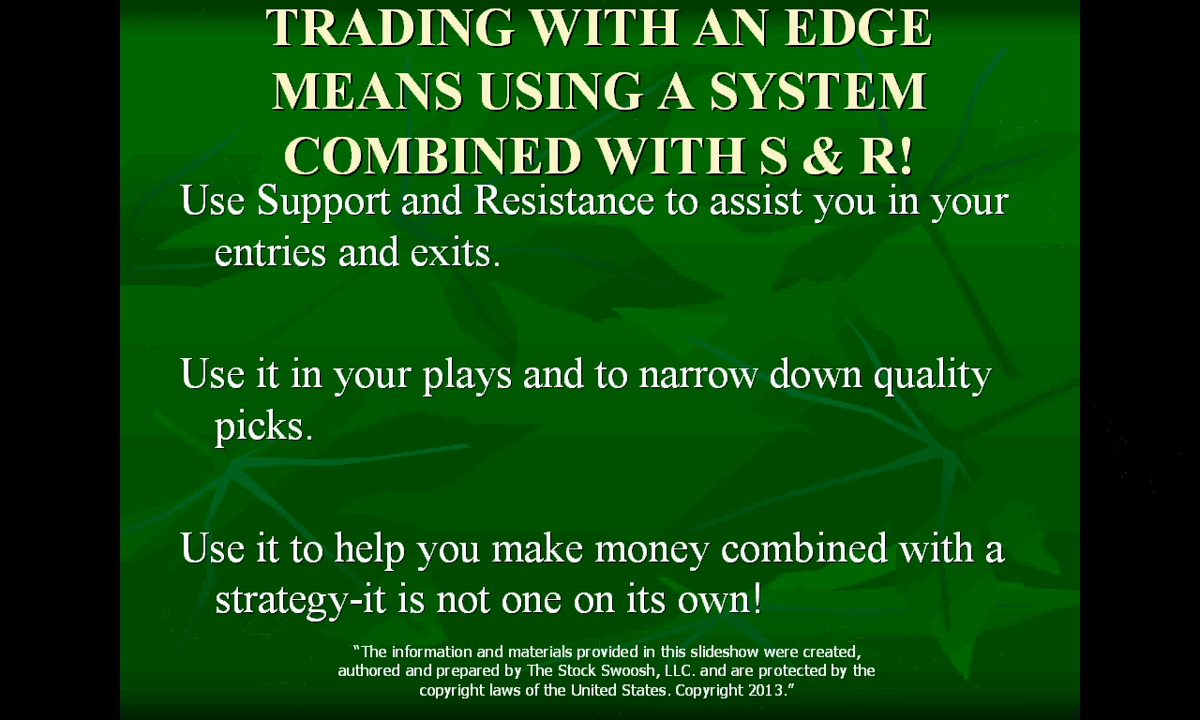 TRADING WITH AN EDGE
MEANS USING A SYSTEM
COMBINED WITH S & R!
Use Support and Resistance to assist you in your
entries and exits.
Use it in your plays and to narrow down quality
picks.
Use it to help you make money combined with a
strategy-it is not one on its own!
“The information and materials provided in this slideshow were created,
authored and prepared by The Stock Swoosh, LLC. and are protected by the
copyright laws of the United States. Copyright 2013.”